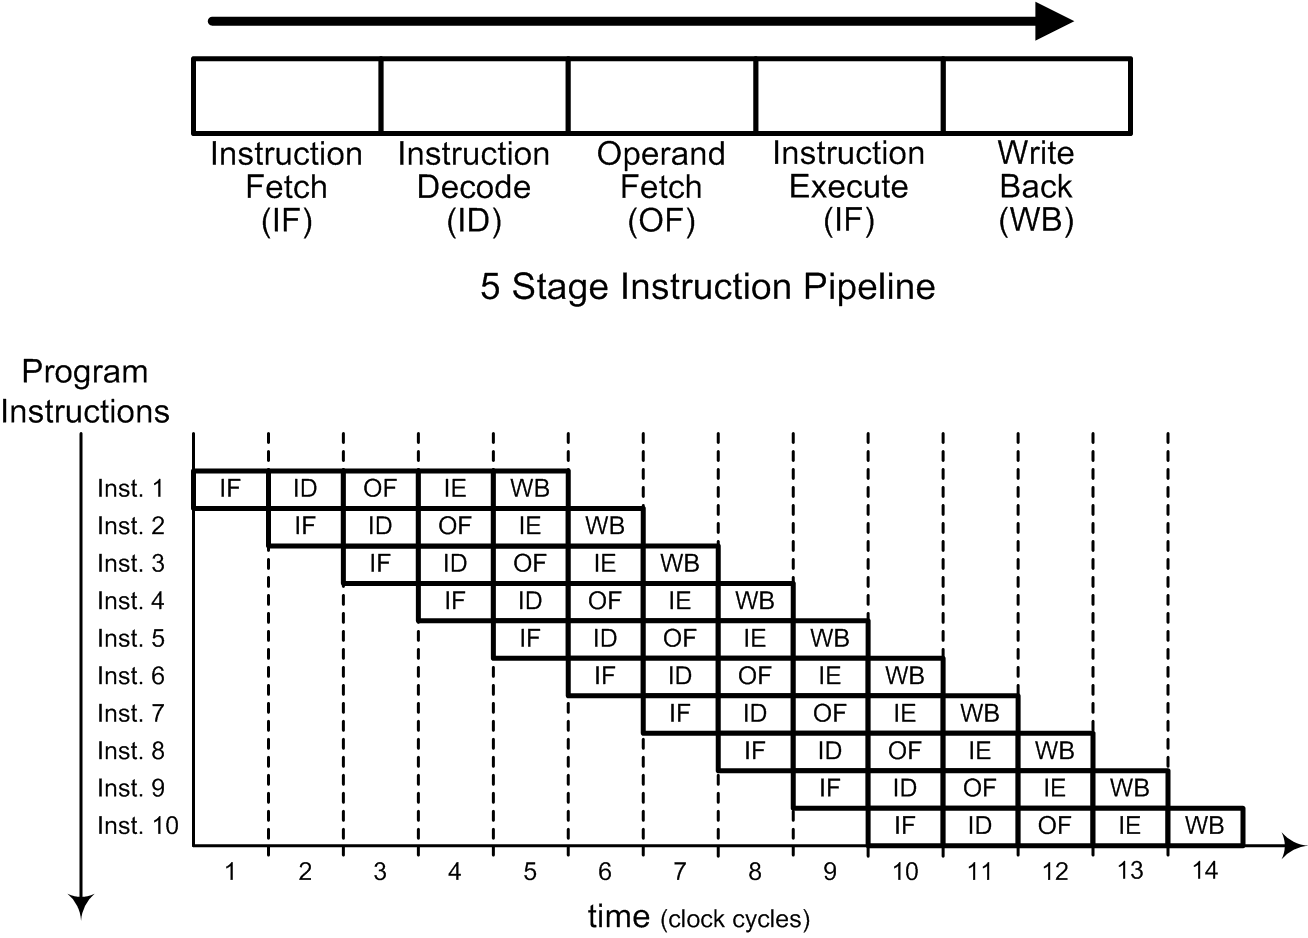 Instruction Fetch (IF)
Instruction Decode (ID)
Operand Fetch (OF)
Instruction Execute (IF)
Write Back (WB)
5 Stage Instruction Pipeline
Program
Instructions
Inst. 1 IF ID OF IE WB
Inst. 2 IF ID OF IE WB
Inst. 3 IF ID OF IE WB
Inst. 4 IF ID OF IE WB
Inst. 5 IF ID OF IE WB
Inst. 6 IF ID OF IE WB
Inst. 7 IF ID OF IE WB
Inst. 8 IF ID OF IE WB
Inst. 9 IF ID OF IE WB
Inst. 10 IF ID OF IE WB
1 2 3 4 5 6 7 8 9 10 11 12 13 14
time (clock cycles)